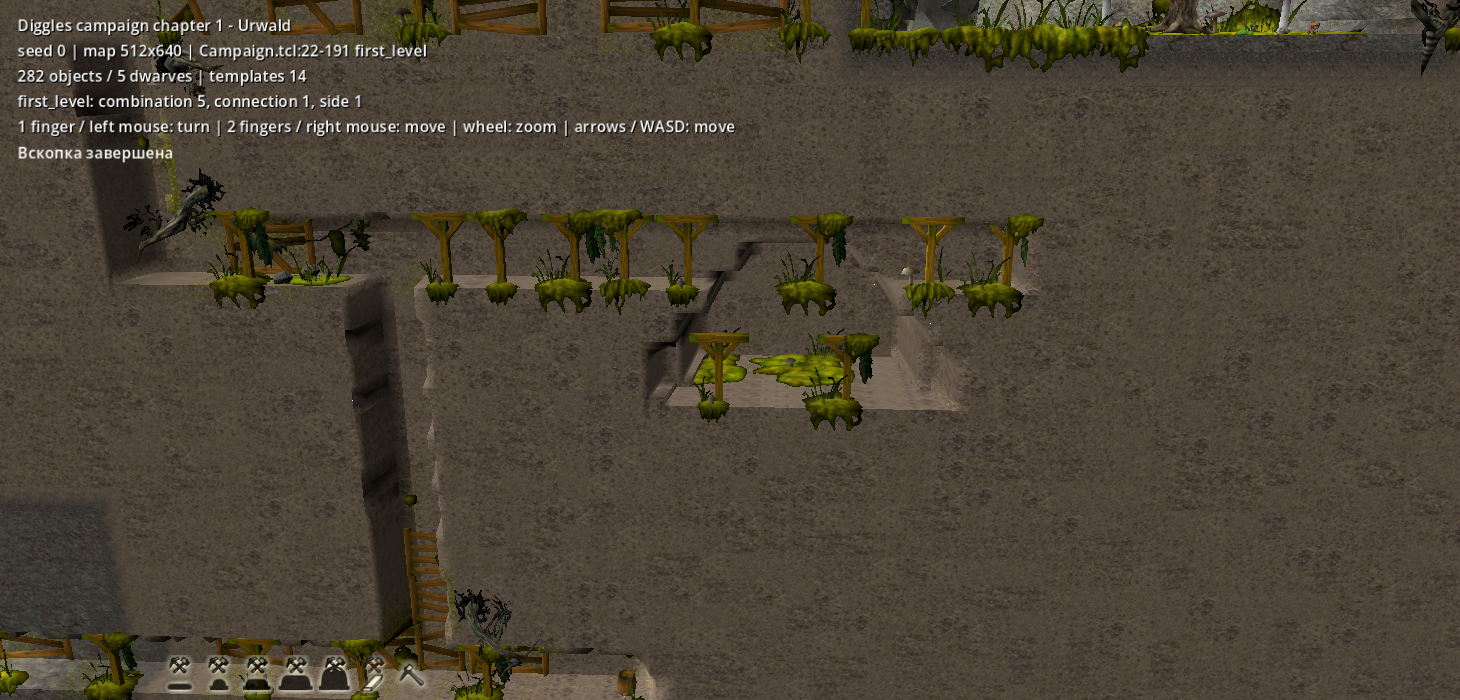 Diggles campaign chapter 1 - Urwald
seed 0 | map 512x640 | Campaign.tcl:22-191 first_level
282 objects / 5 dwarves | templates 14
first_level: combination 5, connection 1, side 1
1 finger / left mouse: turn | 2 fingers / right mouse: move | wheel: zoom | arrows / WASD: move
Вскопка завершена